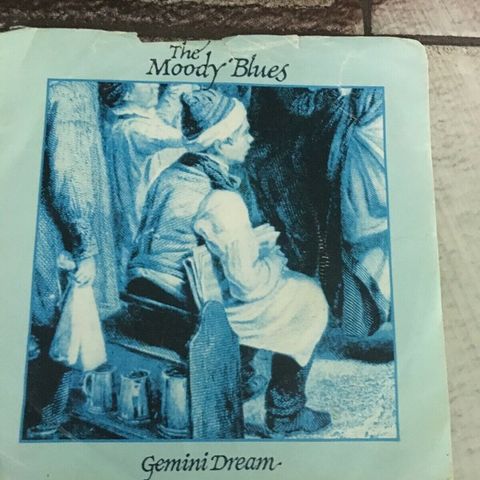 The
Moody Blues
Gemini Dream